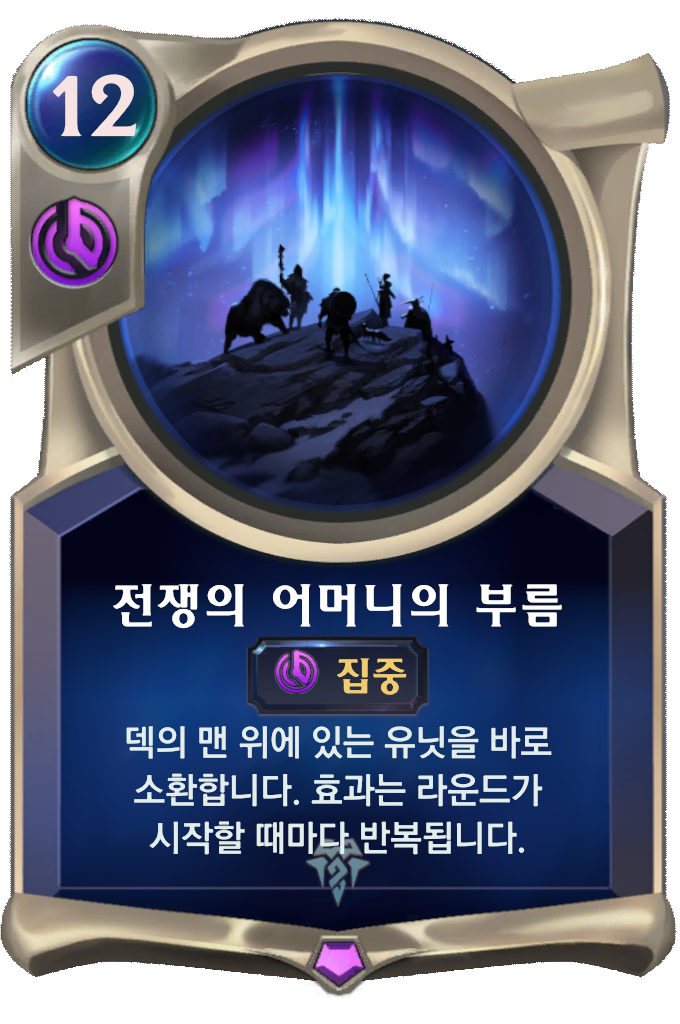 12
전쟁의 어머니의 부름
집중
덱의 맨 위에 있는 유닛을 바로
소환합니다. 효과는 라운드가
시작할 때마다 반복됩니다.